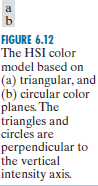 a
b
FIGURE 6.12
The HSI color
model based on
(a) triangular, and
(b) circular color
planes. The
triangles and
circles are
perpendicular to
the vertical
intensity axis.